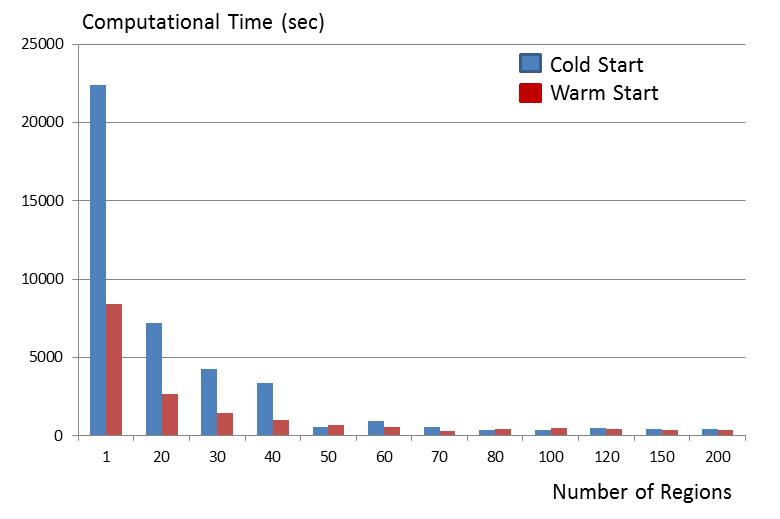 Computational Time (sec)
25000
Cold Start
Warm Start
20000
15000
10000
5000
0
1 20 30 40 50 60 70 80 100 120 150 200
Number of Regions